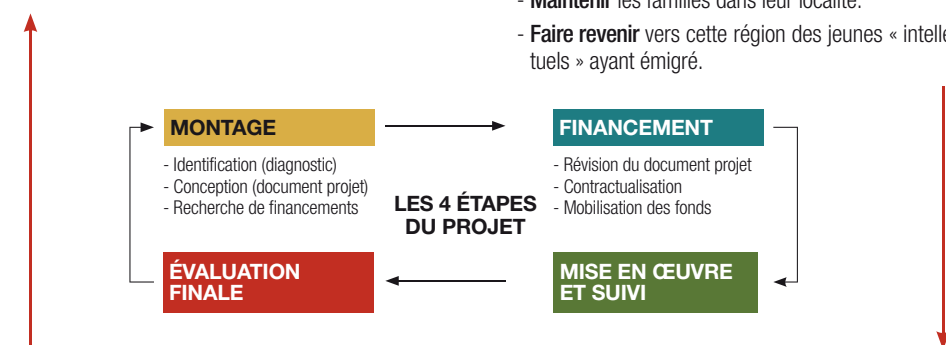 - Maintenir les familles dans leur localité.
- Faire revenir vers cette région des jeunes « intellec
tuels » ayant émigré.
MONTAGE
- Identification (diagnostic)
- Conception (document projet)
- Recherche de financements
FINANCEMENT
- Révision du document projet
- Contractualisation
- Mobilisation des fonds
LES 4 ÉTAPES
DU PROJET
ÉVALUATION
FINALE
MISE EN ŒUVRE
ET SUIVI